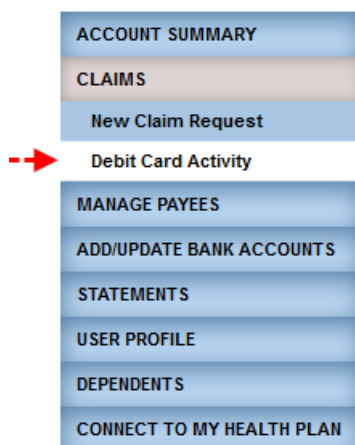 ACCOUNT SUMMARY
CLAIMS
New Claim Request
Debit Card Activity
MANAGE PAYEES
ADD/UPDATE BANK ACCOUNTS
STATEMENTS
USER PROFILE
DEPENDENTS
CONNECT TO MY HEALTH PLAN